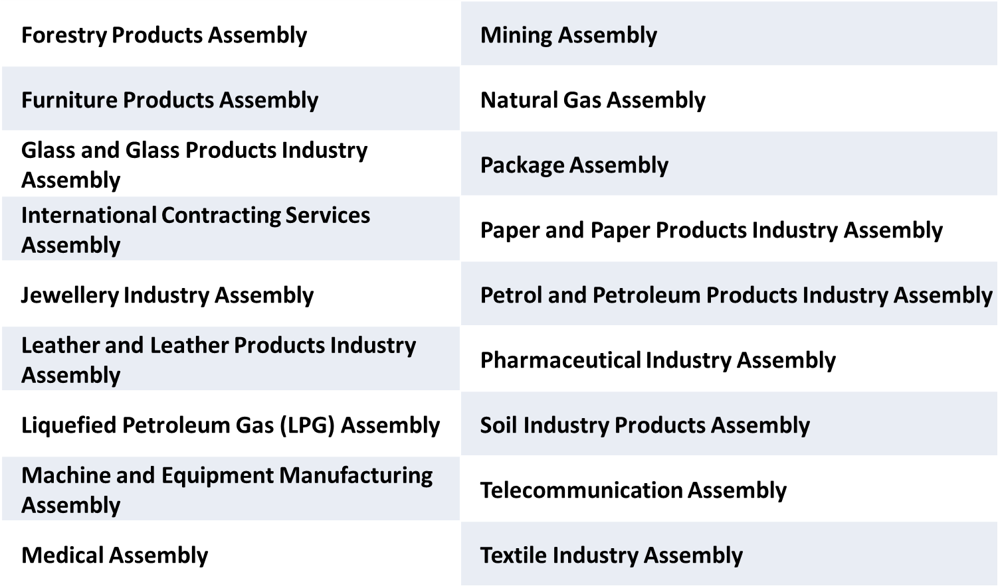 Forestry Products Assembly
Furniture Products Assembly
Glass and Glass Products Industry
Assembly
International Contracting Services
Assembly
Jewellery Industry Assembly
Leather and Leather Products Industry
Assembly
Liquefied Petroleum Gas (LPG) Assembly
Machine and Equipment Manufacturing
Assembly
Medical Assembly
Mining Assembly
Natural Gas Assembly
Package Assembly
Paper and Paper Products Industry Assembly
Petrol and Petroleum Products Industry Assembly
Pharmaceutical Industry Assembly
Soil Industry Products Assembly
Telecommunication Assembly
Textile Industry Assembly